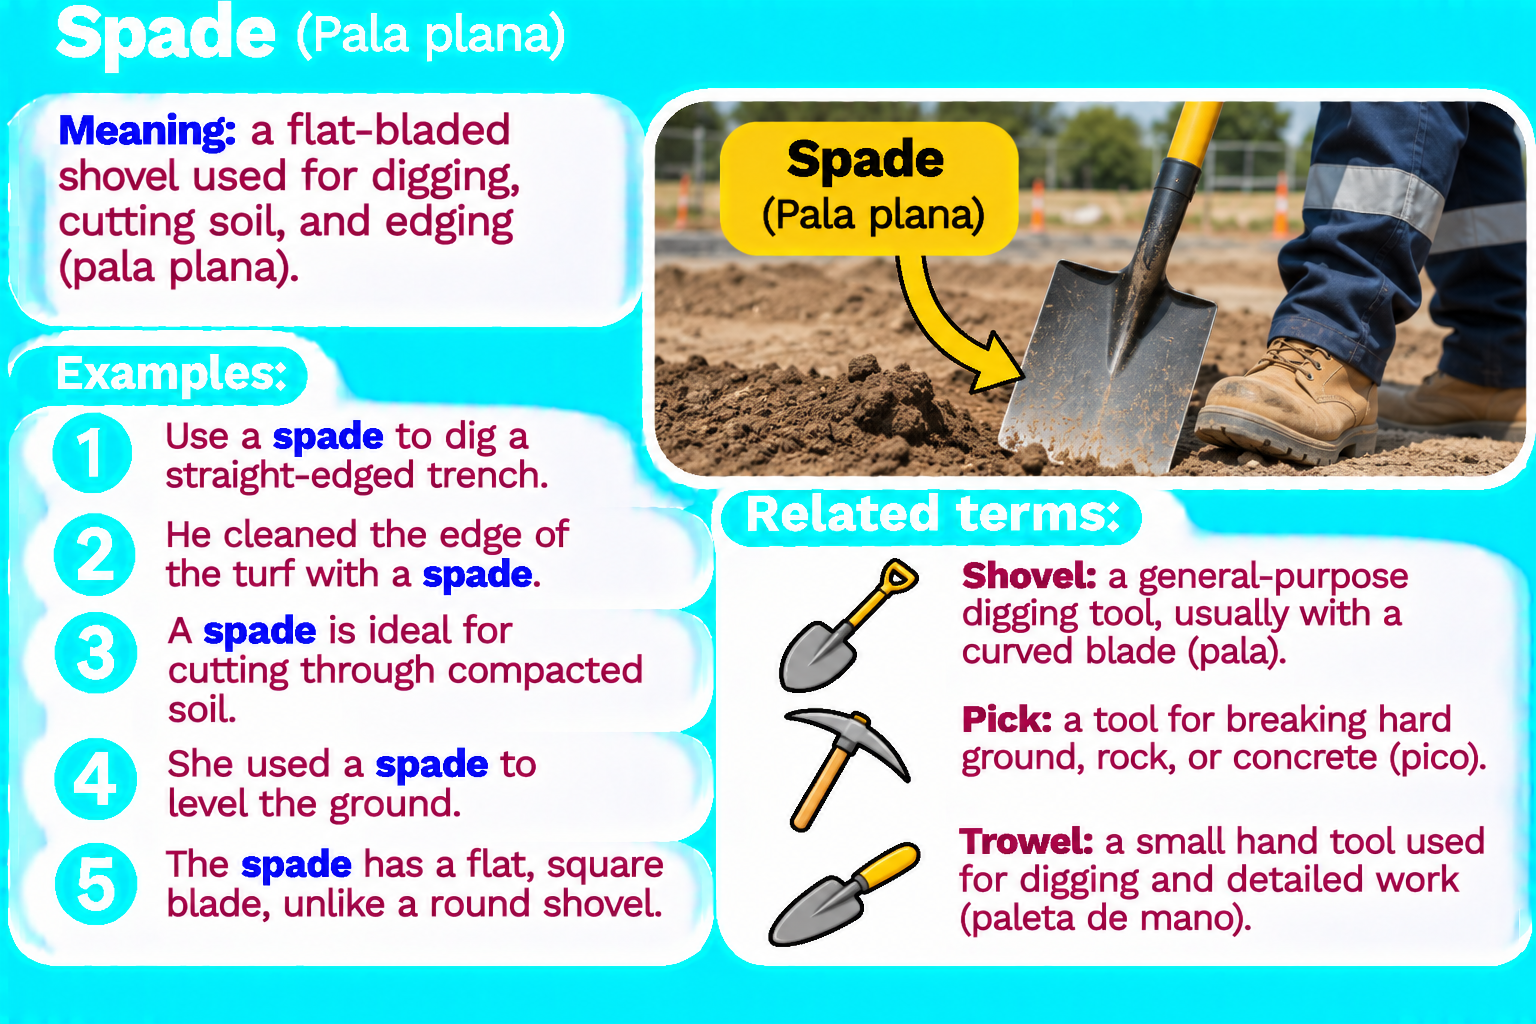 Spade (Pala plana)
Meaning: a flat-bladed
shovel used for digging,
cutting soil, and edging
(pala plana).
Spade
(Pala plana)
Examples:
1 Use a spade to dig a
straight-edged trench.
2 He cleaned the edge of
the turf with a spade.
3 A spade is ideal for
cutting through compacted
soil.
4 She used a spade to
level the ground.
5 The spade has a flat, square
blade, unlike a round shovel.
Related terms:
Shovel: a general-purpose
digging tool, usually with a
curved blade (pala).
Pick: a tool for breaking hard
ground, rock, or concrete (pico).
Trowel: a small hand tool used
for digging and detailed work
(paleta de mano).